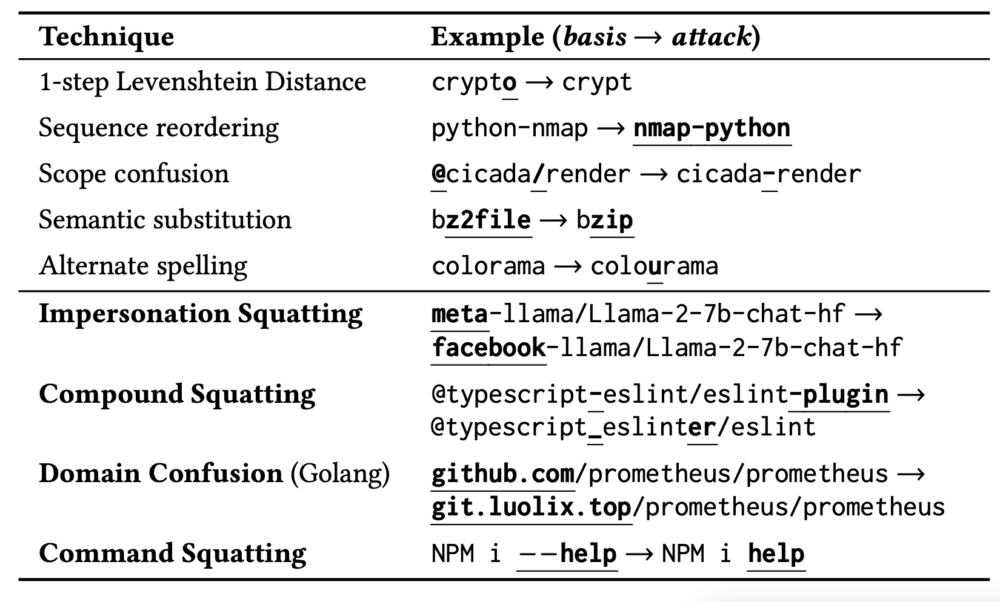 Technique Example (basis → attack)
1-step Levenshtein Distance crypto → crypt
Sequence reordering python-nmap → nmap-python
Scope confusion @cicada/render → cicada-render
Semantic substitution bz2file → bzip
Alternate spelling colorama → colourama
Impersonation Squatting meta-llama/Llama-2-7b-chat-hf →
facebook-llama/Llama-2-7b-chat-hf
Compound Squatting @typescript-eslint/eslint-plugin →
@typescript_eslinter/eslint
Domain Confusion (Golang) github.com/prometheus/prometheus →
git.luolix.top/prometheus/prometheus
Command Squatting NPM i --help → NPM i help